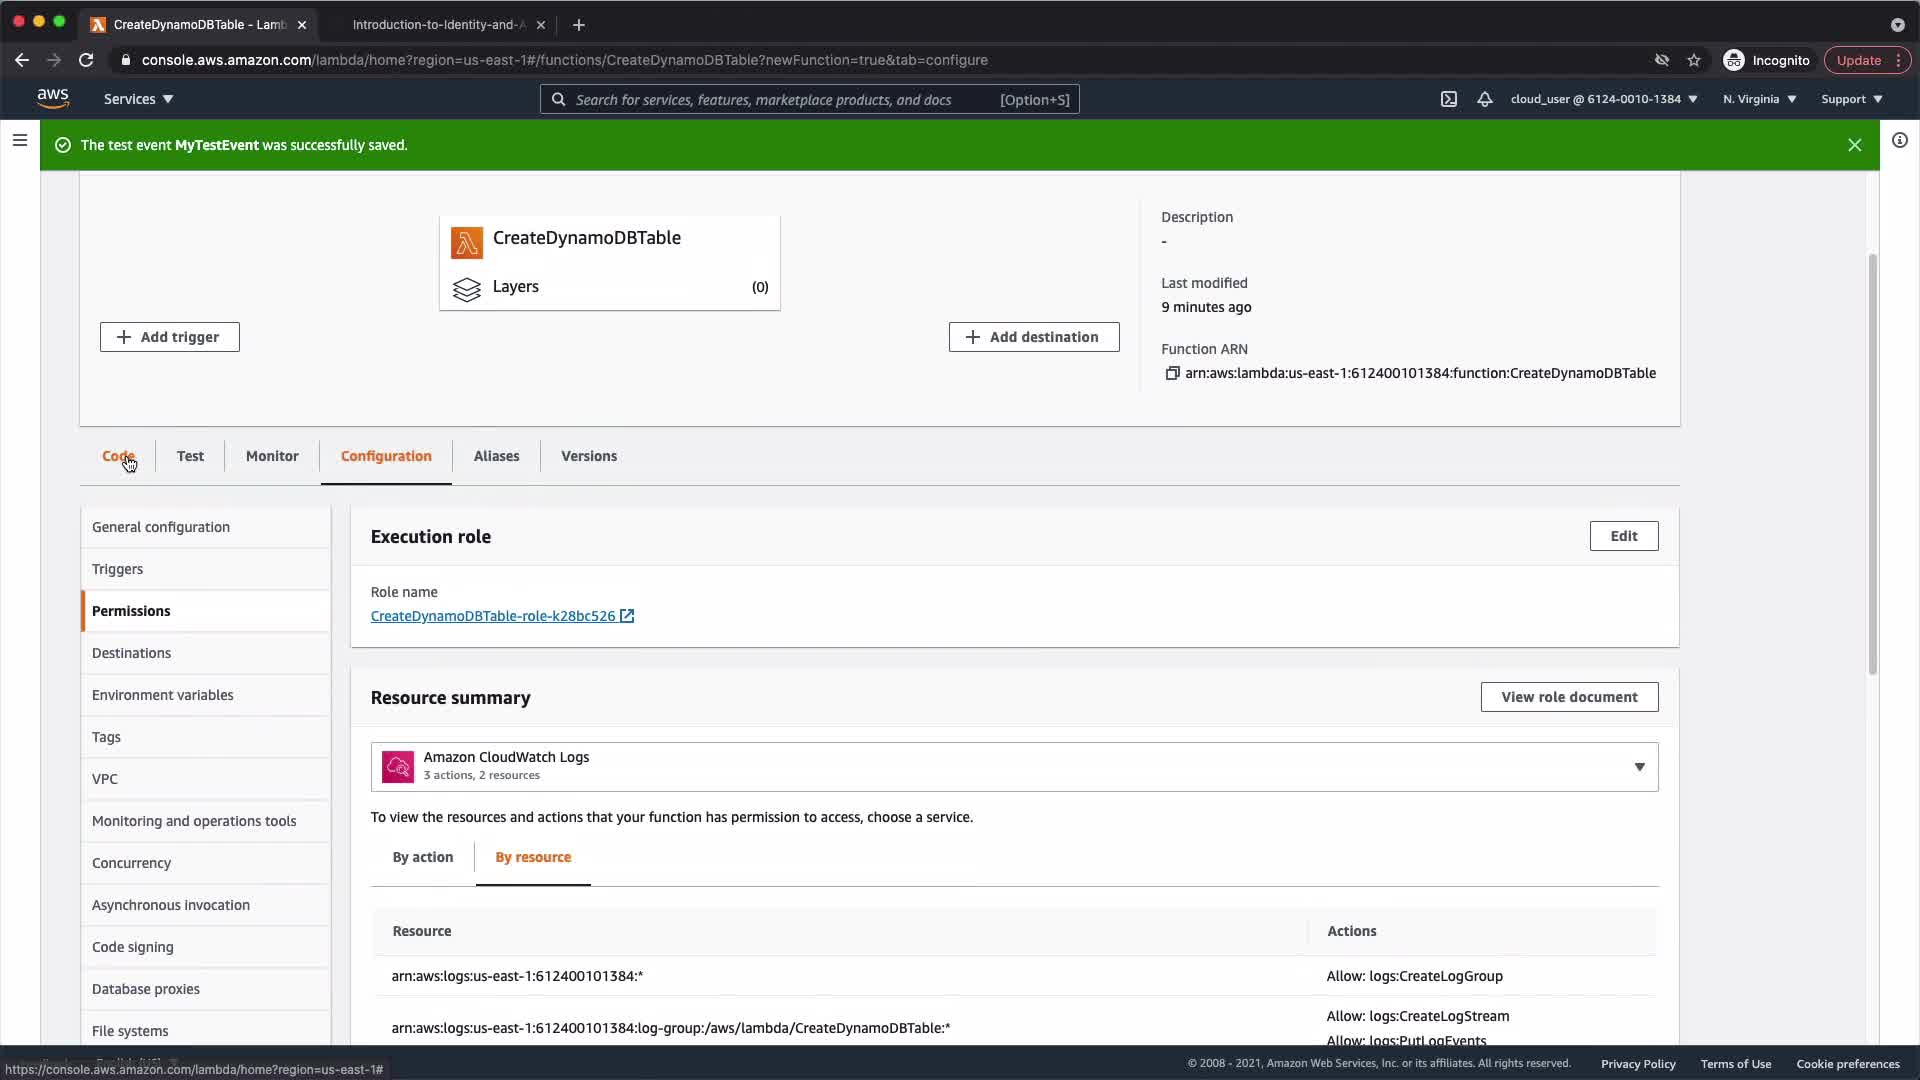 CreateDynamoDBTable - Lamb
Introduction-to-Identity-and-A
console.aws.amazon.com/lambda/home?region=us-east-1#/functions/CreateDynamoDBTable?newFunction=true&tab=configure
Incognito
Update
aws
Services
Search for services, features, marketplace products, and docs
[Option+S]
cloud_user @ 6124-0010-1384
N. Virginia
Support
The test event MyTestEvent was successfully saved.
CreateDynamoDBTable
Layers
(0)
Add trigger
Add destination
Description
-
Last modified
9 minutes ago
Function ARN
arn:aws:lambda:us-east-1:612400101384:function:CreateDynamoDBTable
Code
Test
Monitor
Configuration
Aliases
Versions
General configuration
Triggers
Permissions
Destinations
Environment variables
Tags
VPC
Monitoring and operations tools
Concurrency
Asynchronous invocation
Code signing
Database proxies
File systems
Execution role
Edit
Role name
CreateDynamoDBTable-role-k28bc526
Resource summary
View role document
Amazon CloudWatch Logs
3 actions, 2 resources
To view the resources and actions that your function has permission to access, choose a service.
By action
By resource
Resource
Actions
arn:aws:logs:us-east-1:612400101384:*
Allow: logs:CreateLogGroup
arn:aws:logs:us-east-1:612400101384:log-group:/aws/lambda/CreateDynamoDBTable:*
Allow: logs:CreateLogStream
Allow: logs:PutLogEvents
https://console.aws.amazon.com/lambda/home?region=us-east-1#
© 2008 - 2021, Amazon Web Services, Inc. or its affiliates. All rights reserved.
Privacy Policy
Terms of Use
Cookie preferences